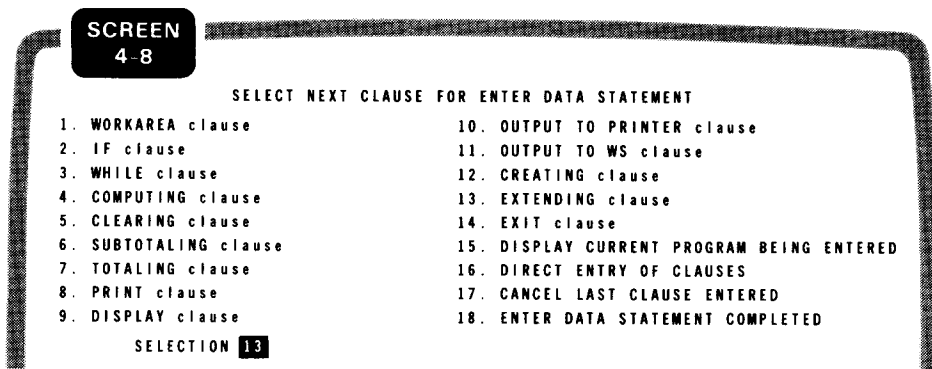 SCREEN
4-8
SELECT NEXT CLAUSE FOR ENTER DATA STATEMENT
1. WORKAREA clause
2. IF clause
3. WHILE clause
4. COMPUTING clause
5. CLEARING clause
6. SUBTOTALING clause
7. TOTALING clause
8. PRINT clause
9. DISPLAY clause
10. OUTPUT TO PRINTER clause
11. OUTPUT TO WS clause
12. CREATING clause
13. EXTENDING clause
14. EXIT clause
15. DISPLAY CURRENT PROGRAM BEING ENTERED
16. DIRECT ENTRY OF CLAUSES
17. CANCEL LAST CLAUSE ENTERED
18. ENTER DATA STATEMENT COMPLETED
SELECTION 13